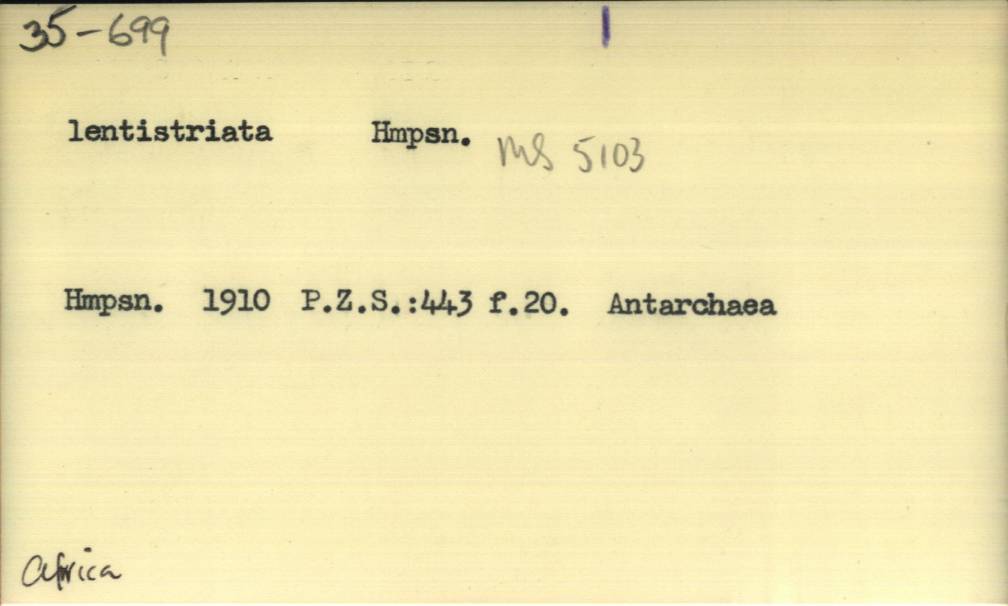 35-699
lentistriata Hmpsn. MS 5103
Hmpsn. 1910 P.Z.S.:443 f.20. Antarchaea
Africa